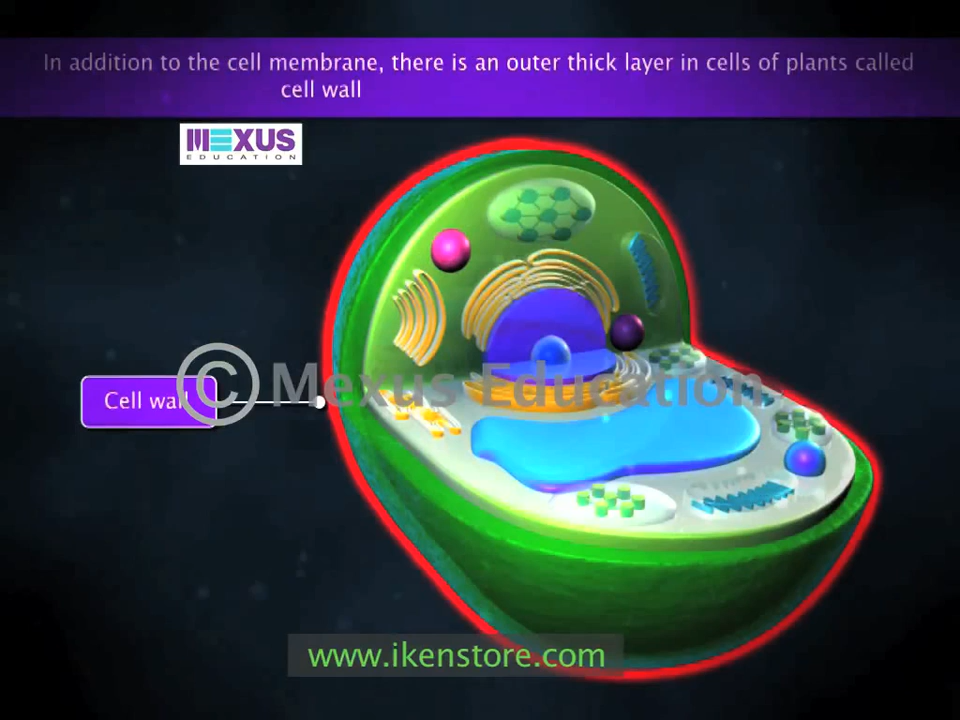 In addition to the cell membrane, there is an outer thick layer in cells of plants called
cell wall
MEXUS
EDUCATION
Cell wall
© Mexus Education
www.ikenstore.com